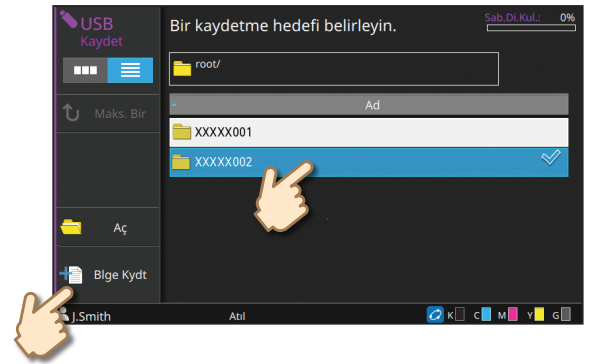 USB
Kaydet
Bir kaydetme hedefi belirleyin.
Sab.Di.Kul.: 0%
root/
Maks. Bir
Ad
XXXXX001
XXXXX002
Aç
Blge Kydt
J.Smith
Atıl
K C M Y G